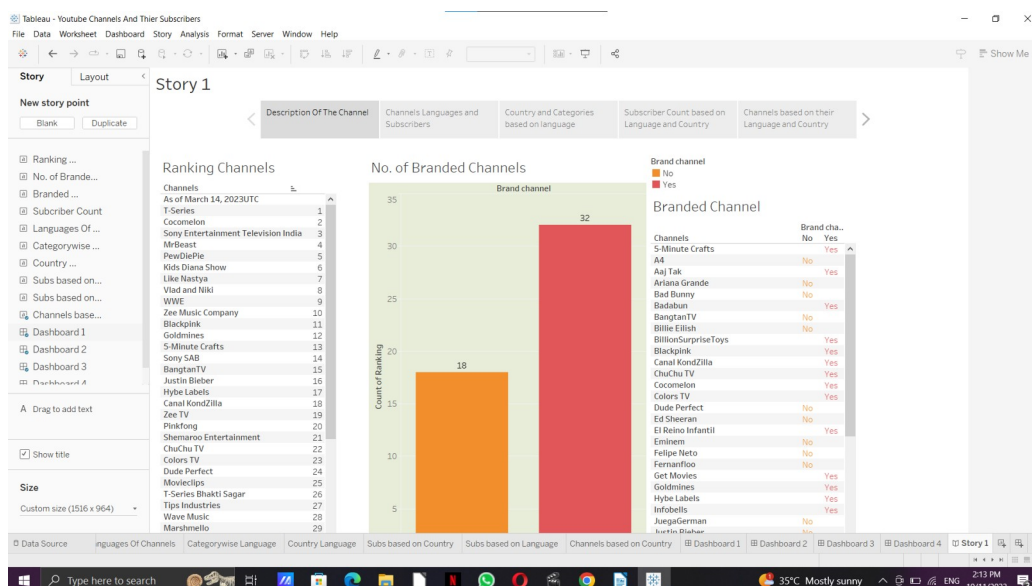 Tableau - Youtube Channels And Thier Subscribers
File Data Worksheet Dashboard Story Analysis Format Server Window Help
Show Me
Story Layout
New story point
Blank Duplicate
Ranking ...
No. of Brande...
Branded ...
Subcriber Count
Languages Of ...
Categorywise ...
Country ...
Subs based on...
Subs based on...
Channels base...
Dashboard 1
Dashboard 2
Dashboard 3
Dashboard 4
A Drag to add text
Show title
Size
Custom size (1516 x 964)
Story 1
Description Of The Channel
Channels Languages and
Subscribers
Country and Categories
based on language
Subscriber Count based on
Language and Country
Channels based on their
Language and Country
Ranking Channels
Channels
As of March 14, 2023UTC
T-Series 1
Cocomelon 2
Sony Entertainment Television India 3
MrBeast 4
PewDiePie 5
Kids Diana Show 6
Like Nastya 7
Vlad and Niki 8
WWE 9
Zee Music Company 10
Blackpink 11
Goldmines 12
5-Minute Crafts 13
Sony SAB 14
BangtanTV 15
Justin Bieber 16
Hybe Labels 17
Canal KondZilla 18
Zee TV 19
Pinkfong 20
Shemaroo Entertainment 21
ChuChu TV 22
Colors TV 23
Dude Perfect 24
Movieclips 25
T-Series Bhakti Sagar 26
Tips Industries 27
Wave Music 28
Marshmello 29
No. of Branded Channels
Brand channel
35
30
25
20
15
10
5
Count of Ranking
18
32
Brand channel
No
Yes
Branded Channel
Brand cha..
Channels No Yes
5-Minute Crafts Yes
A4 No
Aaj Tak Yes
Ariana Grande No
Bad Bunny No
Badabun Yes
BangtanTV No
Billie Eilish No
BillionSurpriseToys Yes
Blackpink Yes
Canal KondZilla Yes
ChuChu TV Yes
Cocomelon Yes
Colors TV Yes
Dude Perfect No
Ed Sheeran No
El Reino Infantil Yes
Eminem No
Felipe Neto No
Fernanfloo No
Get Movies Yes
Goldmines Yes
Hybe Labels Yes
Infobells Yes
JuegaGerman No
Justin Bieber No
Data Source anguages Of Channels Categorywise Language Country Language Subs based on Country Subs based on Language Channels based on Country Dashboard 1 Dashboard 2 Dashboard 3 Dashboard 4 Story 1
Type here to search
35°C Mostly sunny
ENG
2:13 PM